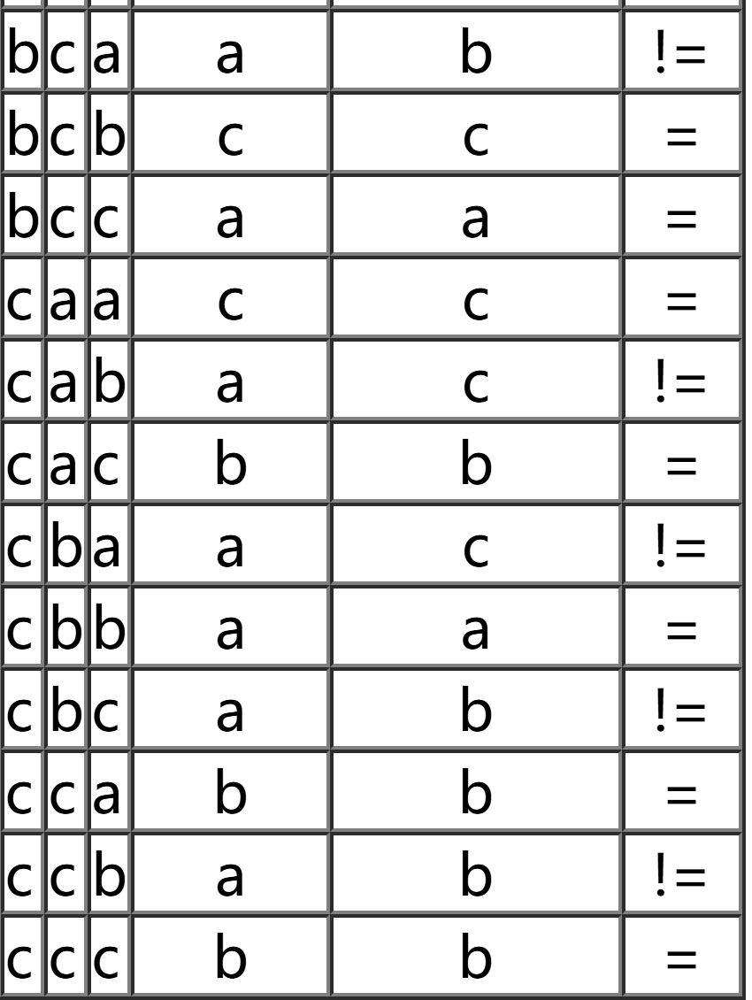 b c a a b !=
b c b c c =
b c c a a =
c a a c c =
c a b a c !=
c a c b b =
c b a a c !=
c b b a a =
c b c a b !=
c c a b b =
c c b a b !=
c c c b b =